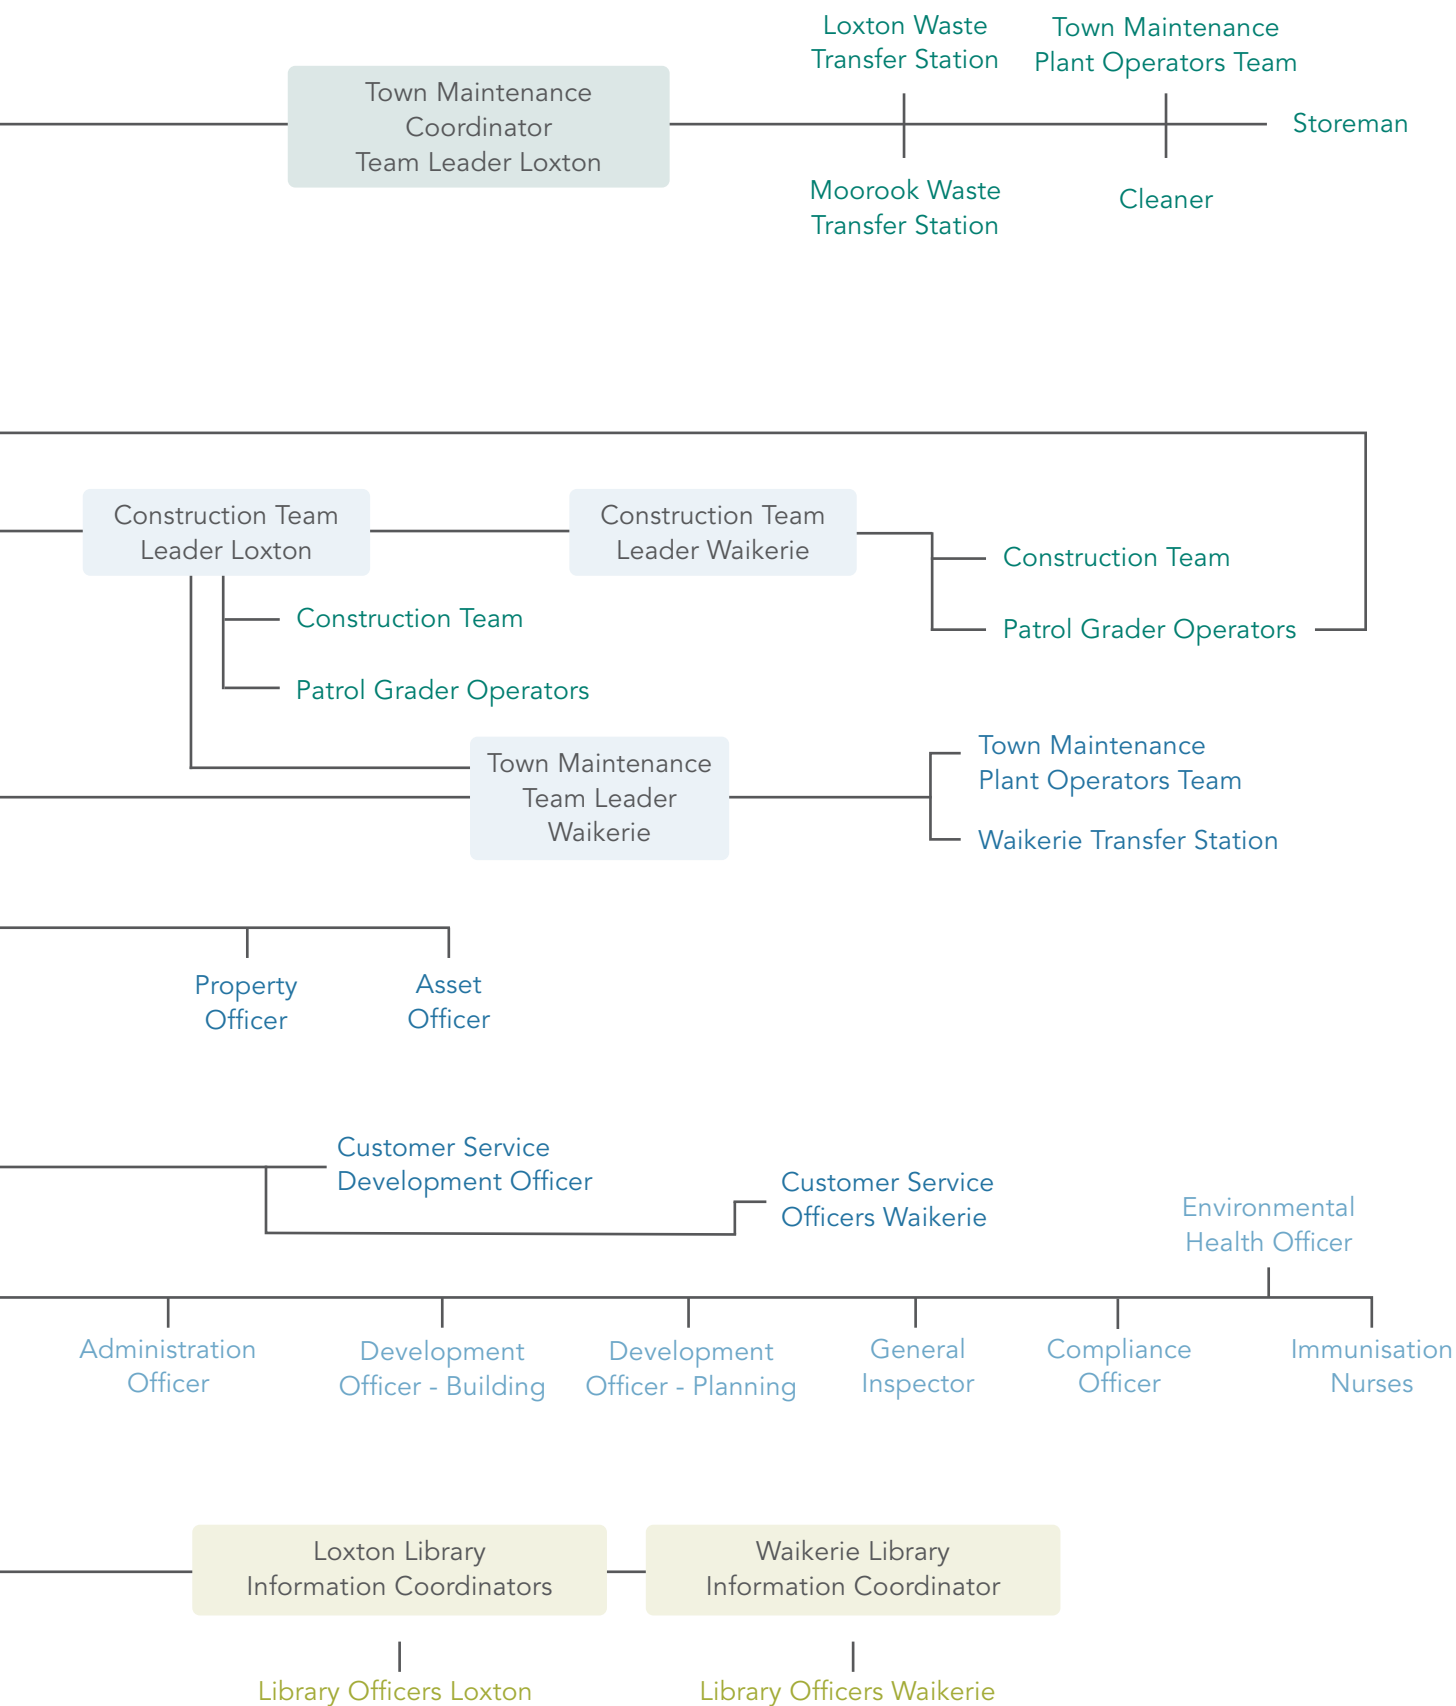 Loxton Waste
Transfer Station
Town Maintenance
Plant Operators Team
Town Maintenance
Coordinator
Team Leader Loxton
Storeman
Moorook Waste
Transfer Station
Cleaner
Construction Team
Leader Loxton
Construction Team
Leader Waikerie
Construction Team
Patrol Grader Operators
Construction Team
Patrol Grader Operators
Town Maintenance
Team Leader
Waikerie
Town Maintenance
Plant Operators Team
Waikerie Transfer Station
Property
Officer
Asset
Officer
Customer Service
Development Officer
Customer Service
Officers Waikerie
Environmental
Health Officer
Administration
Officer
Development
Officer - Building
Development
Officer - Planning
General
Inspector
Compliance
Officer
Immunisation
Nurses
Loxton Library
Information Coordinators
Waikerie Library
Information Coordinator
Library Officers Loxton
Library Officers Waikerie